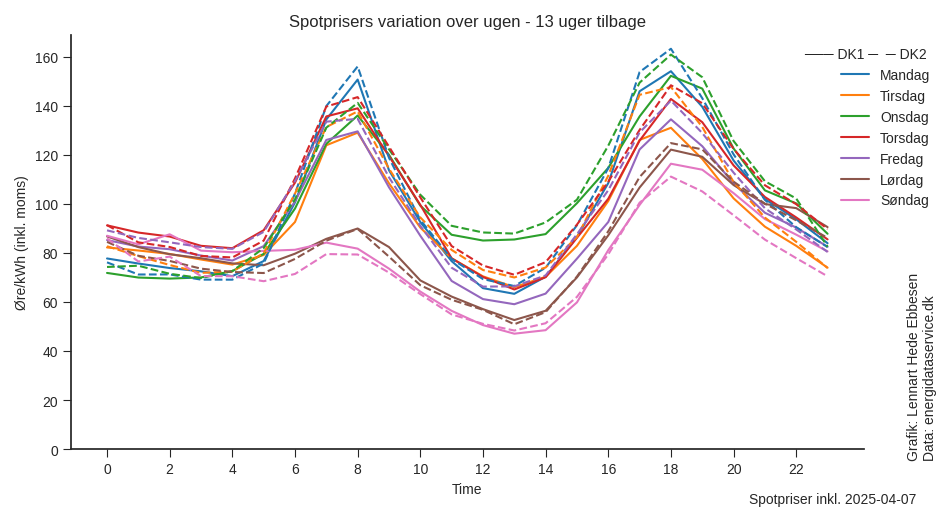 Spotprisers variation over ugen - 13 uger tilbage
Øre/kWh (inkl. moms)
160
140
120
100
80
60
40
20
0
0 2 4 6 8 10 12 14 16 18 20 22
Time
DK1 DK2
Mandag
Tirsdag
Onsdag
Torsdag
Fredag
Lørdag
Søndag
Grafik: Lennart Hede Ebbesen
Data: energidataservice.dk
Spotpriser inkl. 2025-04-07